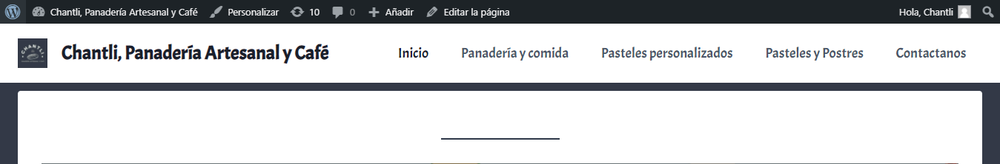 Chantli, Panadería Artesanal y Café Personalizar 10 0 Añadir Editar la página Hola, Chantli
CHANTLI
Chantli, Panadería Artesanal y Café Inicio Panadería y comida Pasteles personalizados Pasteles y Postres Contactanos